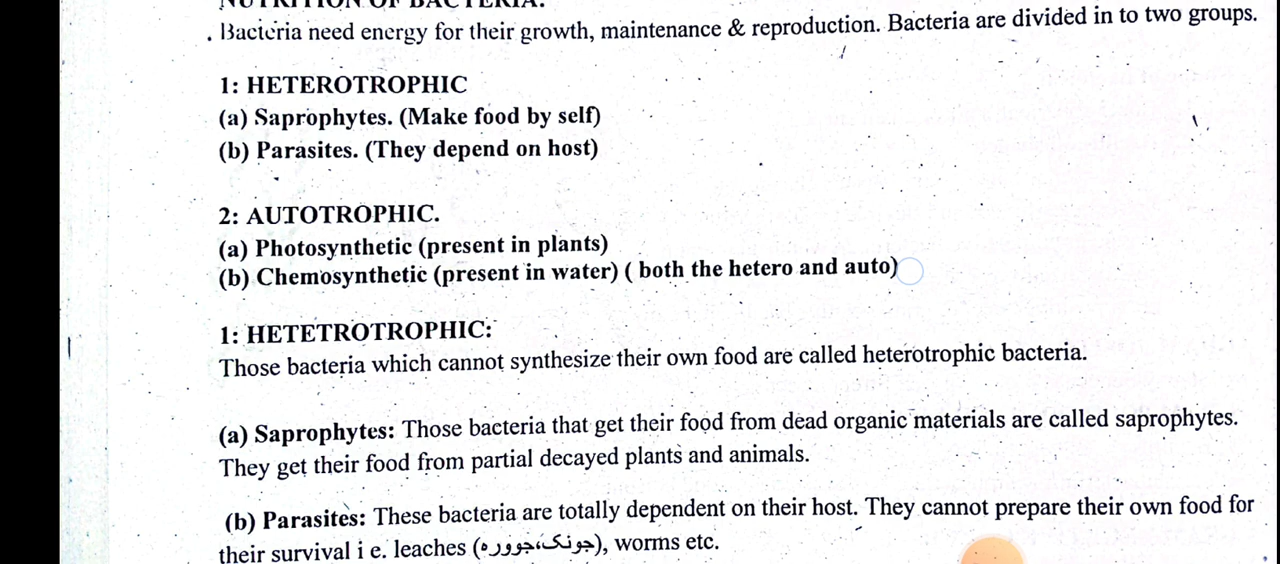 NUTRITION OF BACTERIA:
. Bacteria need energy for their growth, maintenance & reproduction. Bacteria are divided in to two groups.
1: HETEROTROPHIC
(a) Saprophytes. (Make food by self)
(b) Parasites. (They depend on host)
2: AUTOTROPHIC.
(a) Photosynthetic (present in plants)
(b) Chemosynthetic (present in water) ( both the hetero and auto)
1: HETETROTROPHIC:
Those bacteria which cannot synthesize their own food are called heterotrophic bacteria.
(a) Saprophytes: Those bacteria that get their food from dead organic materials are called saprophytes.
They get their food from partial decayed plants and animals.
(b) Parasites: These bacteria are totally dependent on their host. They cannot prepare their own food for
their survival i e. leaches (جونک،جوورہ), worms etc.